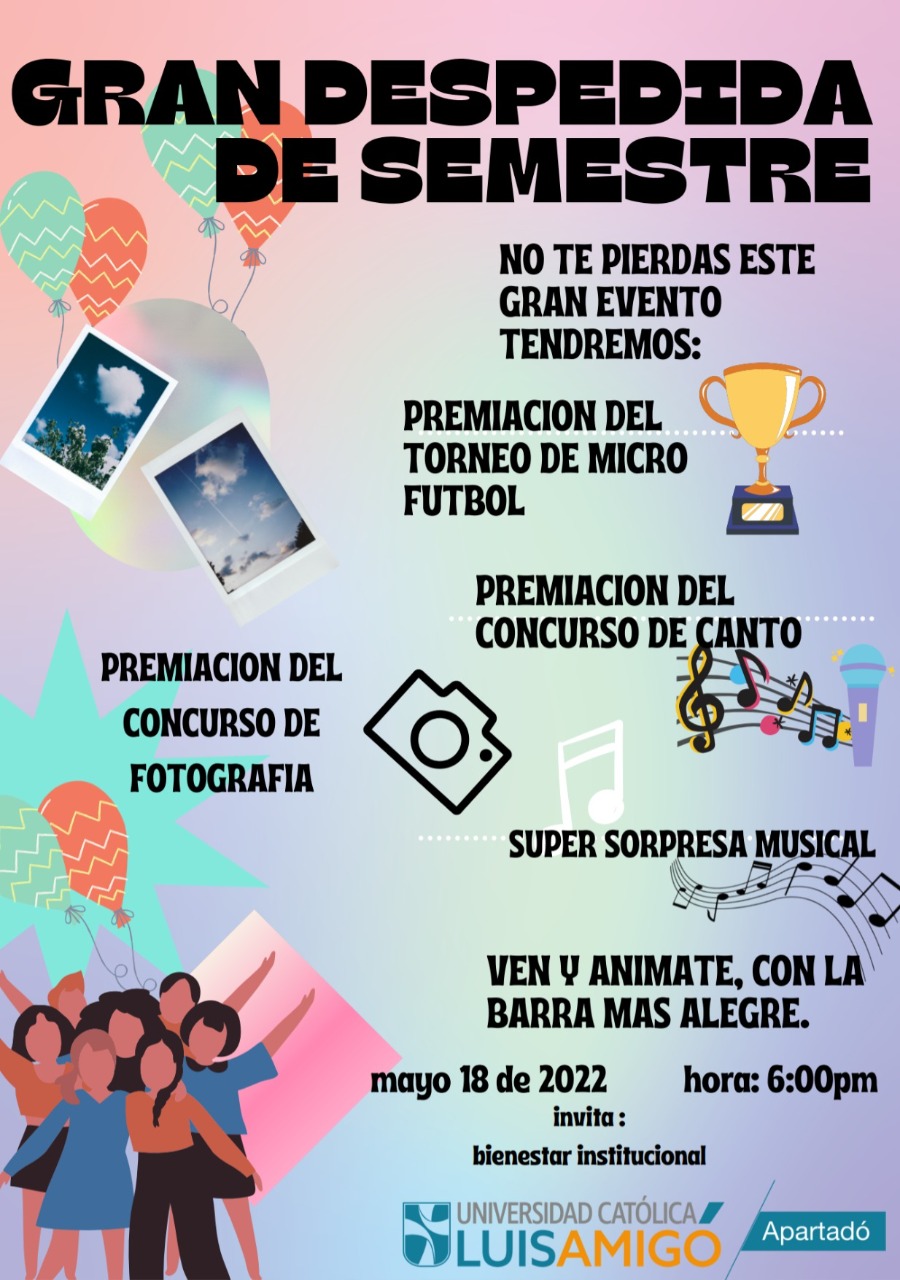 GRAN DESPEDIDA
DE SEMESTRE
NO TE PIERDAS ESTE
GRAN EVENTO
TENDREMOS:
PREMIACION DEL
TORNEO DE MICRO
FUTBOL
PREMIACION DEL
CONCURSO DE CANTO
PREMIACION DEL
CONCURSO DE
FOTOGRAFIA
SUPER SORPRESA MUSICAL
VEN Y ANIMATE, CON LA
BARRA MAS ALEGRE.
mayo 18 de 2022 hora: 6:00pm
invita :
bienestar institucional
UNIVERSIDAD CATÓLICA
LUIS AMIGÓ
Apartadó